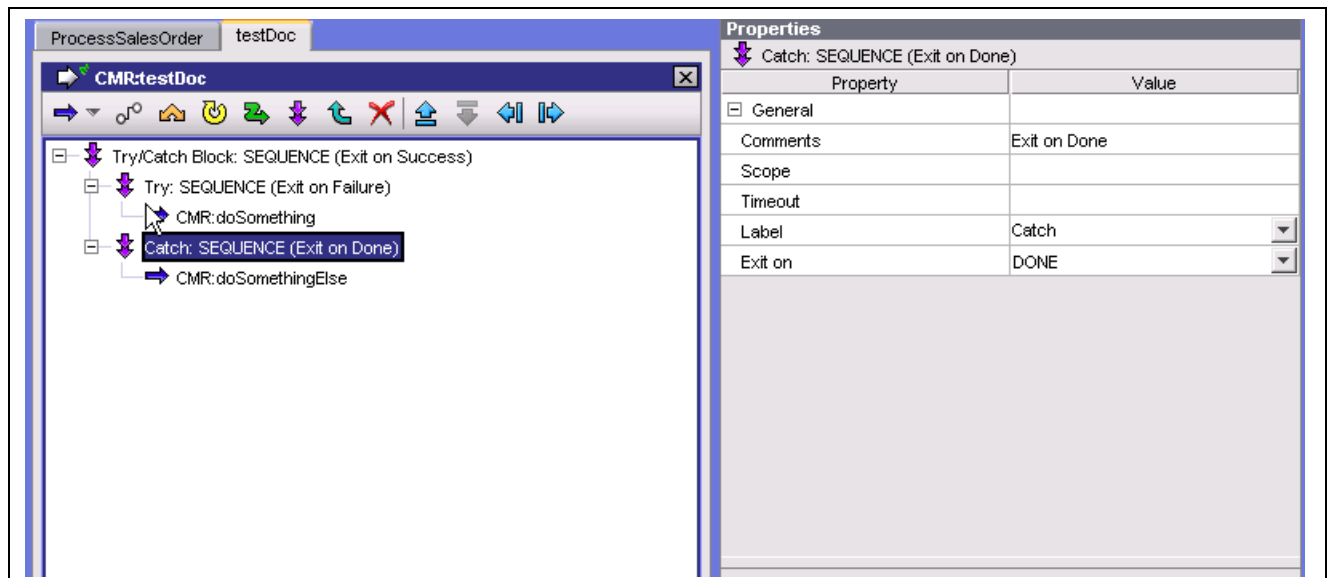 ProcessSalesOrder testDoc
CMR:testDoc
Try/Catch Block: SEQUENCE (Exit on Success)
Try: SEQUENCE (Exit on Failure)
CMR:doSomething
Catch: SEQUENCE (Exit on Done)
CMR:doSomethingElse
Properties
Catch: SEQUENCE (Exit on Done)
Property Value
General
Comments Exit on Done
Scope
Timeout
Label Catch
Exit on DONE